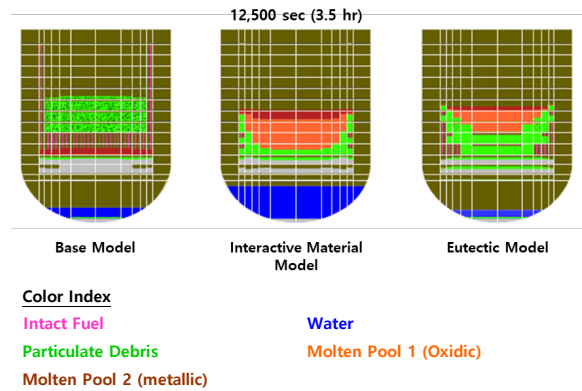 12,500 sec (3.5 hr)
Base Model
Interactive Material
Model
Eutectic Model
Color Index
Intact Fuel
Water
Particulate Debris
Molten Pool 1 (Oxidic)
Molten Pool 2 (metallic)